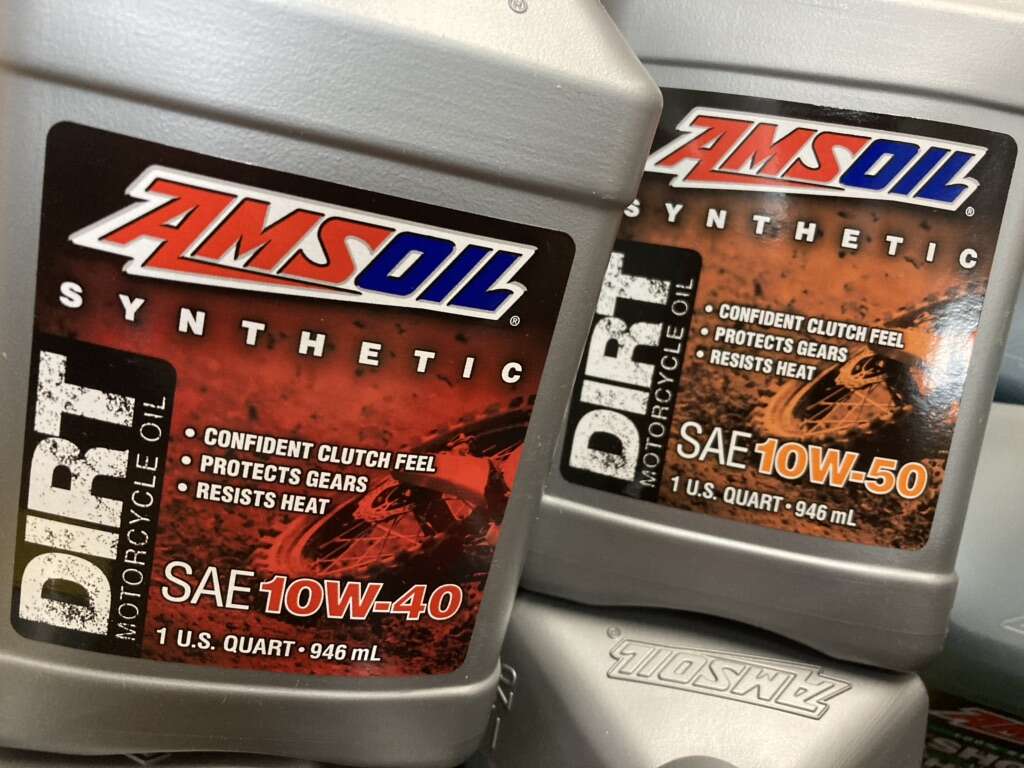 AMSOIL®
SYNTHETIC
DIRT
MOTORCYCLE OIL
• CONFIDENT CLUTCH FEEL
• PROTECTS GEARS
• RESISTS HEAT
SAE 10W-40
1 U.S. QUART • 946 mL
AMSOIL®
SYNTHETIC
DIRT
MOTORCYCLE OIL
• CONFIDENT CLUTCH FEEL
• PROTECTS GEARS
• RESISTS HEAT
SAE 10W-50
1 U.S. QUART • 946 mL
AMSOIL®
AMSOIL